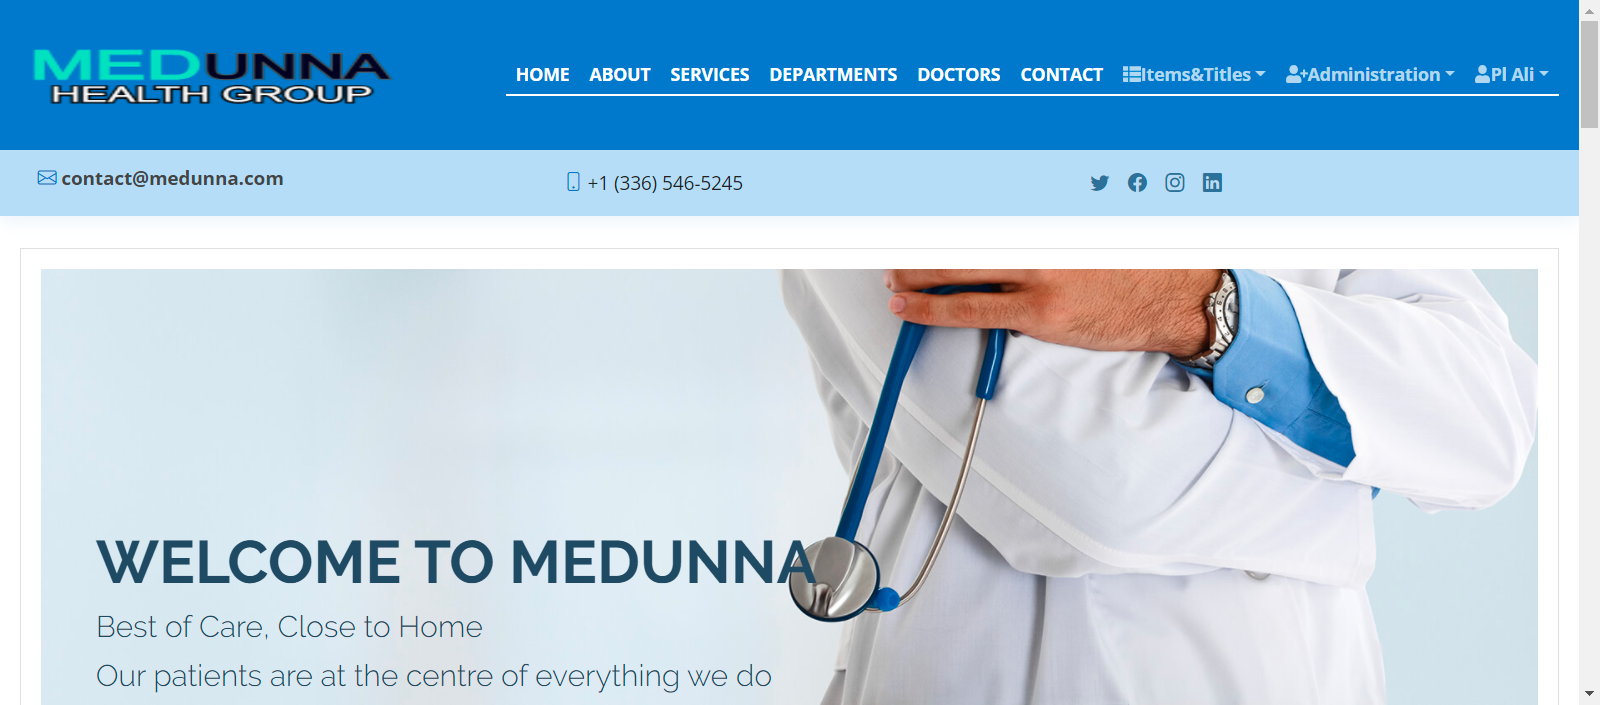 MEDUNNA
HEALTH GROUP
HOME ABOUT SERVICES DEPARTMENTS DOCTORS CONTACT Items&Titles Administration Pl Ali
contact@medunna.com
+1 (336) 546-5245
WELCOME TO MEDUNNA
Best of Care, Close to Home
Our patients are at the centre of everything we do